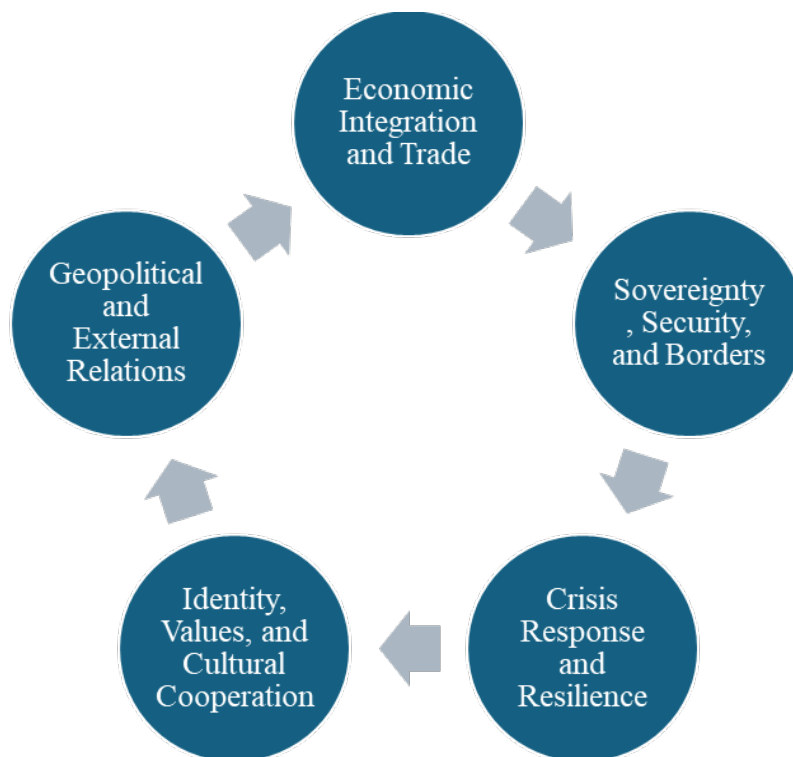 Economic
Integration
and Trade
Sovereignty
, Security,
and Borders
Crisis
Response
and
Resilience
Identity,
Values, and
Cultural
Cooperation
Geopolitical
and
External
Relations